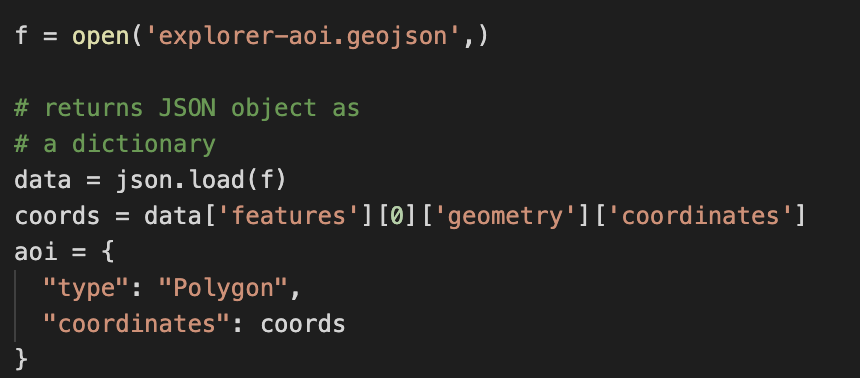 f = open('explorer-aoi.geojson',)
# returns JSON object as
# a dictionary
data = json.load(f)
coords = data['features'][0]['geometry']['coordinates']
aoi = {
"type": "Polygon",
"coordinates": coords
}